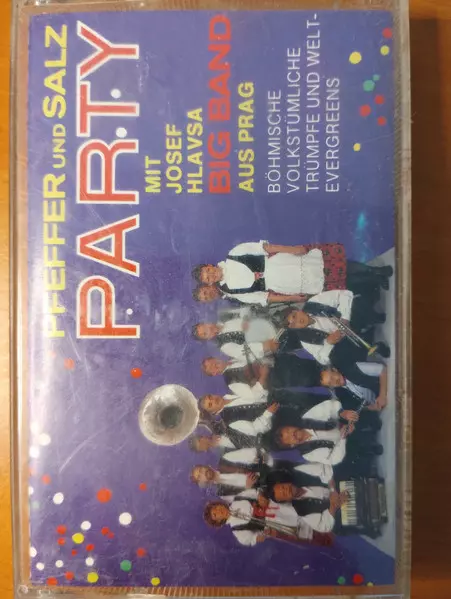 PFEFFER UND SALZ
PARTY
MIT
JOSEF
HLAVSA
BIG BAND
AUS PRAG
BÖHMISCHE
VOLKSTÜMLICHE
TRÜMPFE UND WELT-
EVERGREENS